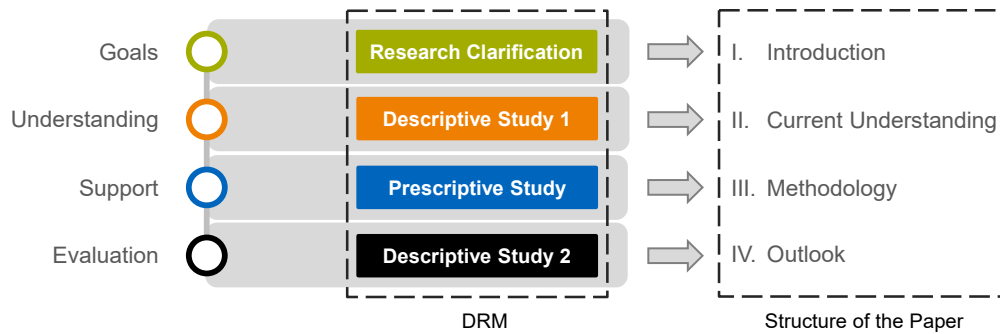 Goals
Research Clarification
I. Introduction
Understanding
Descriptive Study 1
II. Current Understanding
Support
Prescriptive Study
III. Methodology
Evaluation
Descriptive Study 2
IV. Outlook
DRM
Structure of the Paper